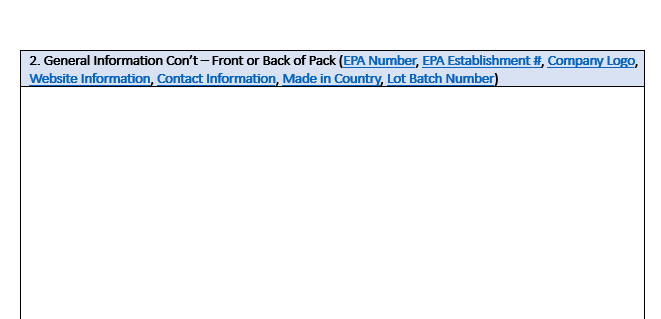 2. General Information Con't – Front or Back of Pack (EPA Number, EPA Establishment #, Company Logo,
Website Information, Contact Information, Made in Country, Lot Batch Number)